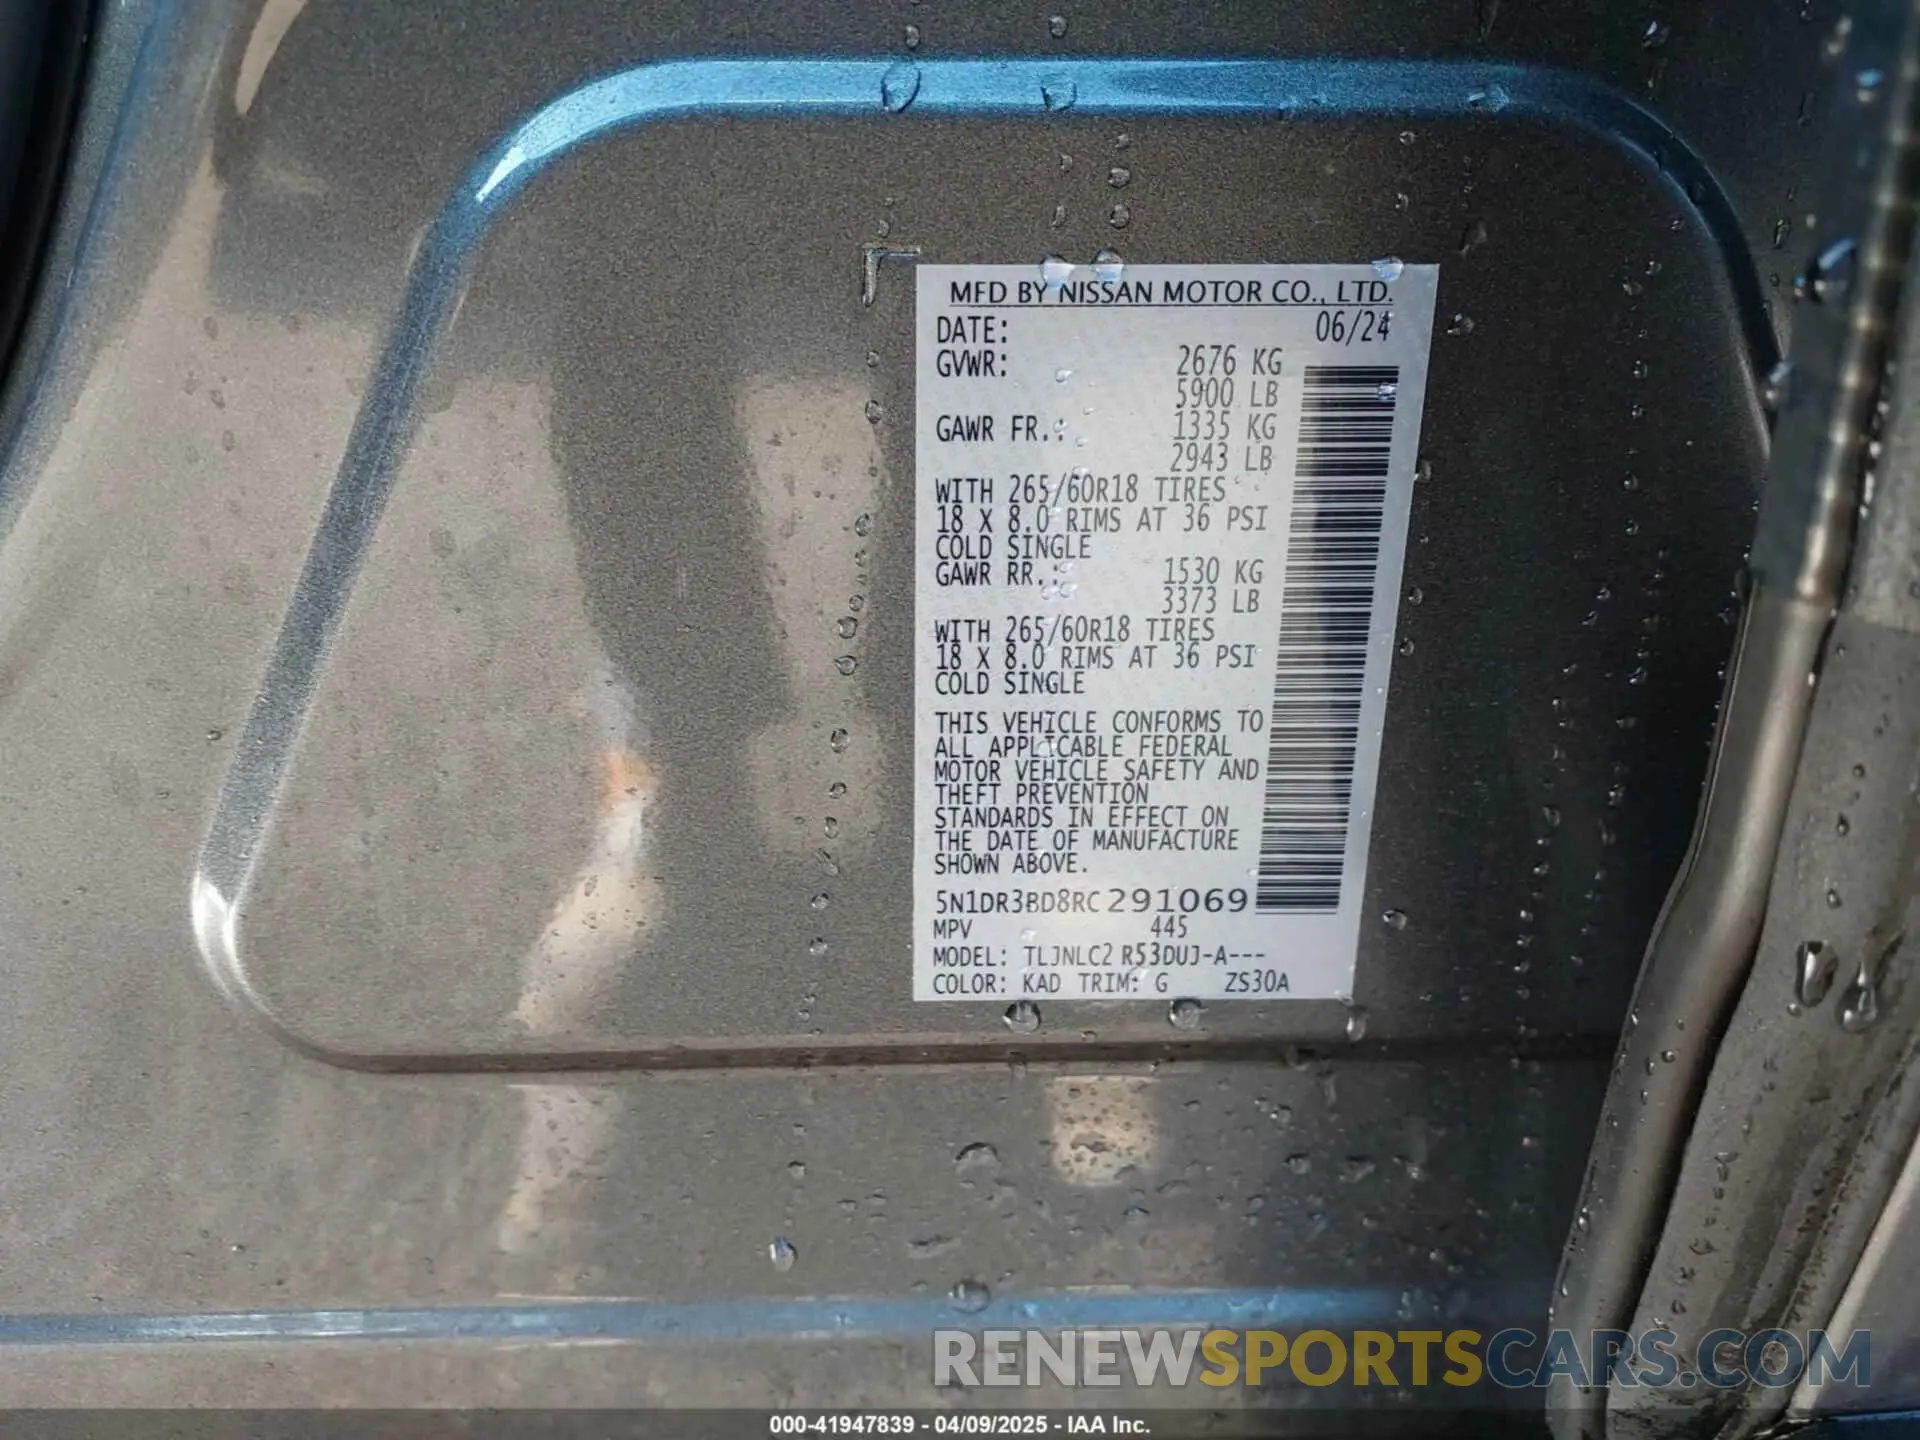 MFD BY NISSAN MOTOR CO., LTD.
DATE: 06/24
GVWR: 2676 KG
5900 LB
GAWR FR.: 1335 KG
2943 LB
WITH 265/60R18 TIRES
18 X 8.0 RIMS AT 36 PSI
COLD SINGLE
GAWR RR.: 1530 KG
3373 LB
WITH 265/60R18 TIRES
18 X 8.0 RIMS AT 36 PSI
COLD SINGLE
THIS VEHICLE CONFORMS TO
ALL APPLICABLE FEDERAL
MOTOR VEHICLE SAFETY AND
THEFT PREVENTION
STANDARDS IN EFFECT ON
THE DATE OF MANUFACTURE
SHOWN ABOVE.
5N1DR3BD8RC291069
MPV 445
MODEL: TLJNLC2 R53DUJ-A---
COLOR: KAD TRIM: G ZS30A
RENEWSPORTSCARS.COM
000-41947839 - 04/09/2025 - IAA Inc.